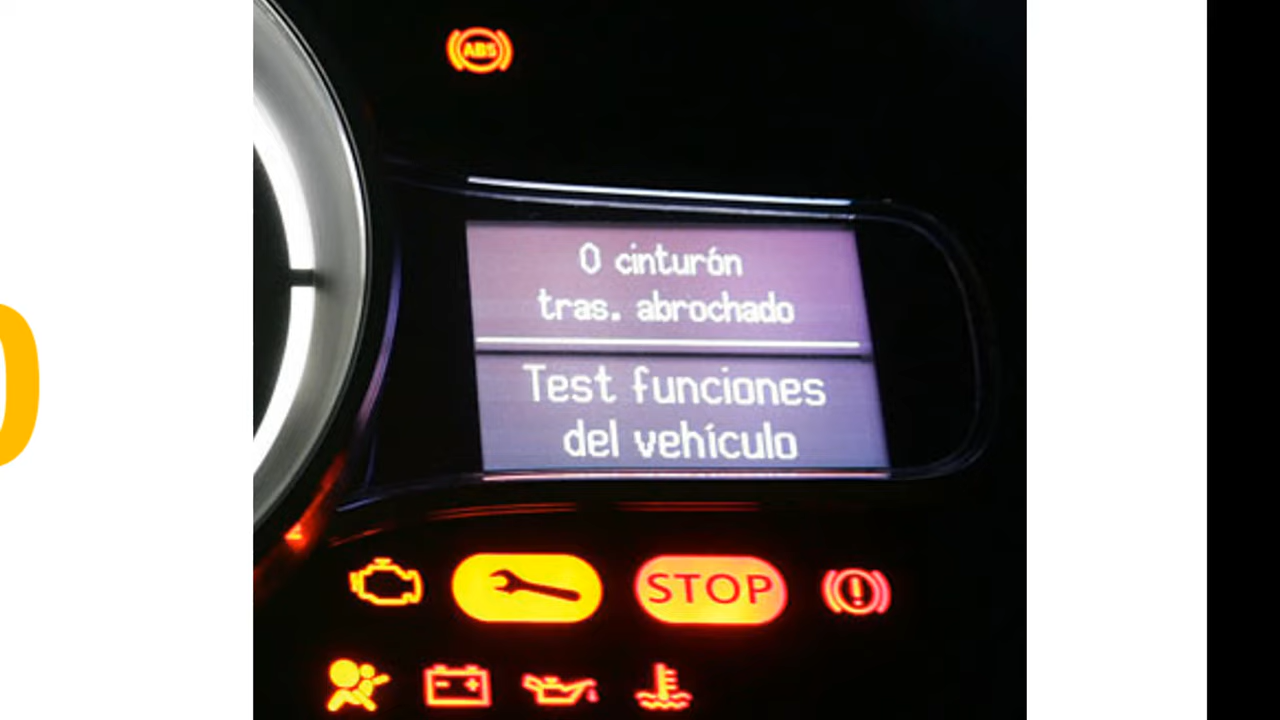 ABS
0 cinturón
tras. abrochado
Test funciones
del vehículo
STOP